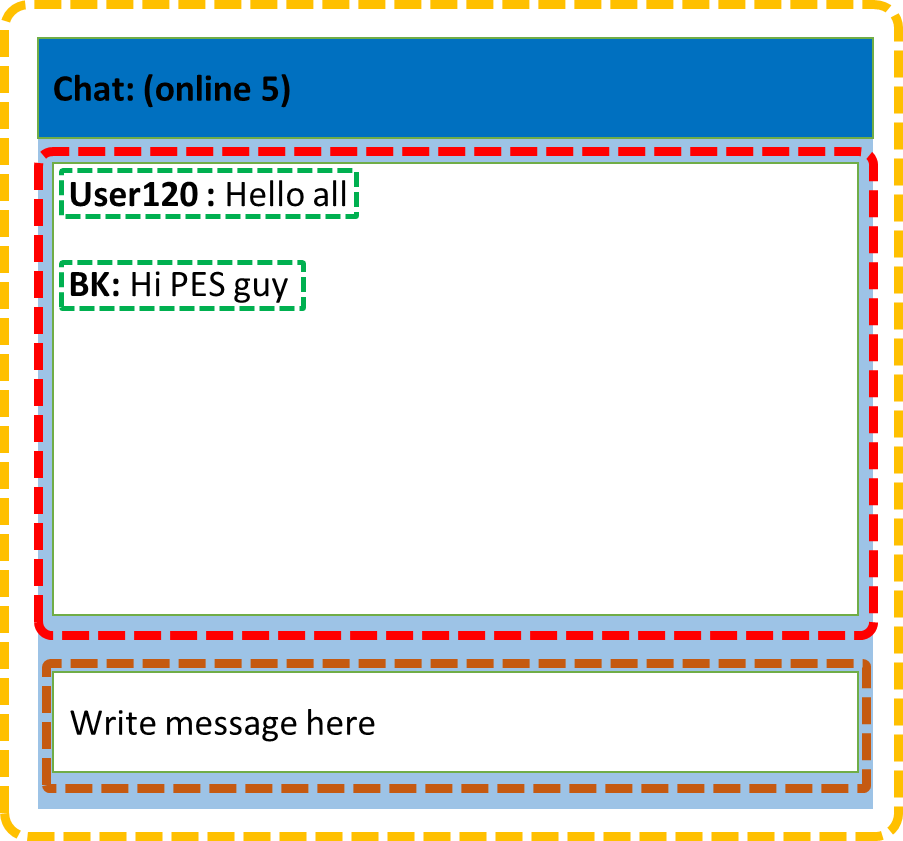 Chat: (online 5)
User120 : Hello all
BK: Hi PES guy
Write message here